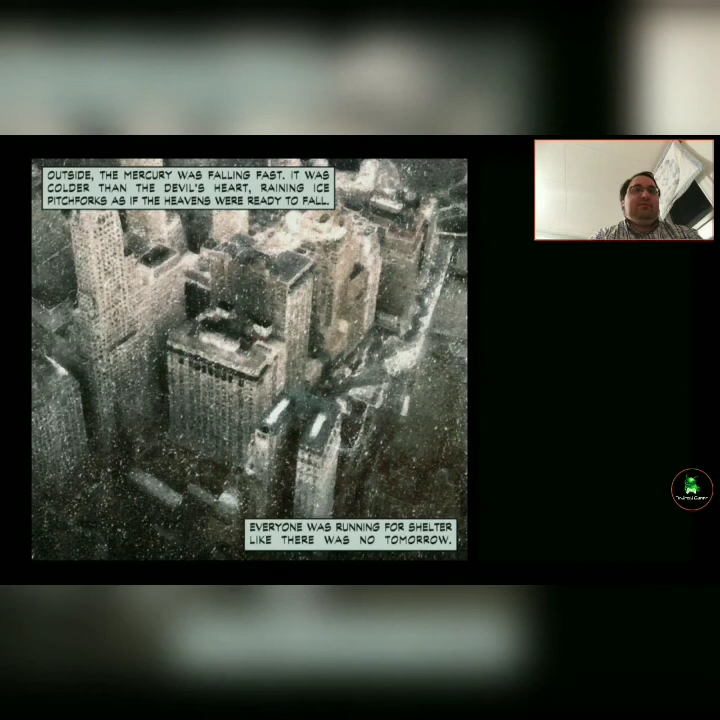 OUTSIDE, THE MERCURY WAS FALLING FAST. IT WAS
COLDER THAN THE DEVIL'S HEART, RAINING ICE
PITCHFORKS AS IF THE HEAVENS WERE READY TO FALL.
EVERYONE WAS RUNNING FOR SHELTER
LIKE THERE WAS NO TOMORROW.